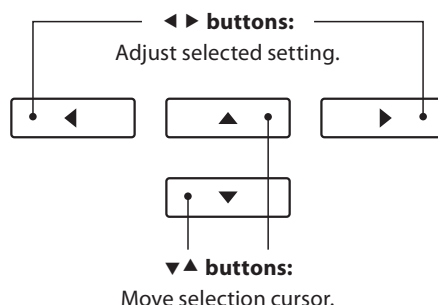 ◀ ▶ buttons:
Adjust selected setting.
▼▲ buttons:
Move selection cursor.